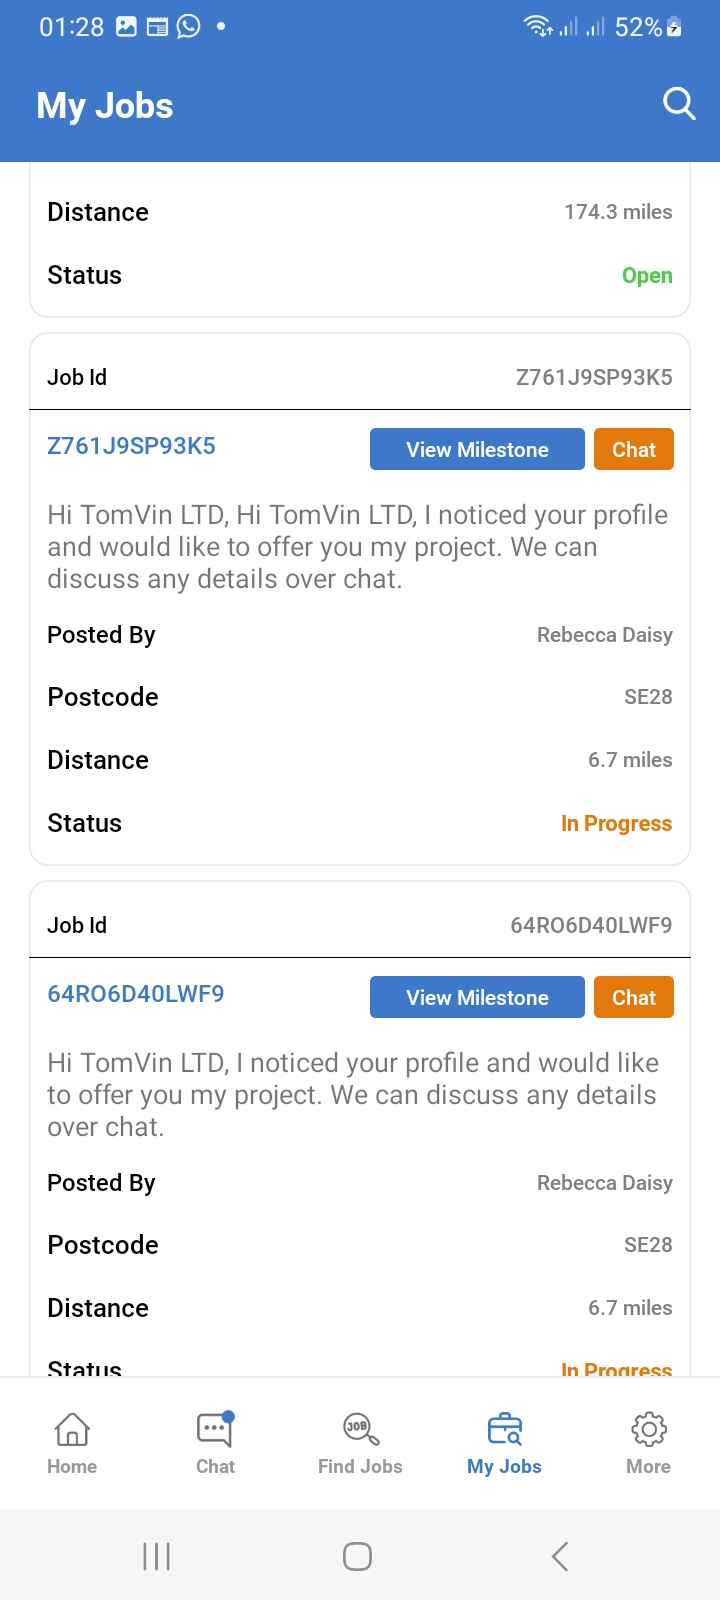 01:28
52%
My Jobs
Distance 174.3 miles
Status Open
Job Id Z761J9SP93K5
Z761J9SP93K5 View Milestone Chat
Hi TomVin LTD, Hi TomVin LTD, I noticed your profile
and would like to offer you my project. We can
discuss any details over chat.
Posted By Rebecca Daisy
Postcode SE28
Distance 6.7 miles
Status In Progress
Job Id 64RO6D40LWF9
64RO6D40LWF9 View Milestone Chat
Hi TomVin LTD, I noticed your profile and would like
to offer you my project. We can discuss any details
over chat.
Posted By Rebecca Daisy
Postcode SE28
Distance 6.7 miles
Status In Progress
JOB
Home Chat Find Jobs My Jobs More